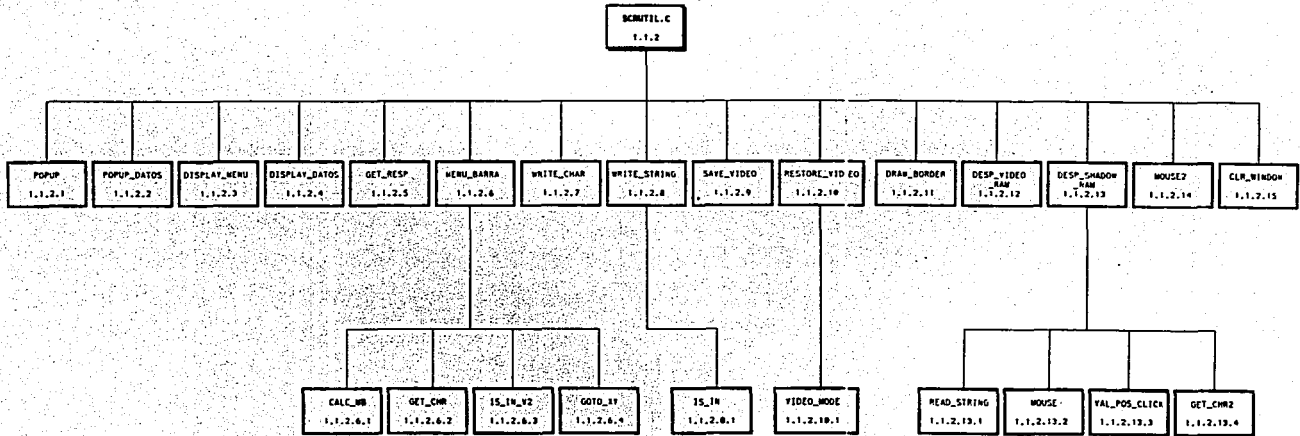 SCRUTIL.C
1.1.2
POPUP
1.1.2.1
POPUP_DATOS
1.1.2.2
DISPLAY_MENU
1.1.2.3
DISPLAY_DATOS
1.1.2.4
GET_RESP
1.1.2.5
MENU_BARRA
1.1.2.6
WRITE_CHAR
1.1.2.7
WRITE_STRING
1.1.2.8
SAVE_VIDEO
1.1.2.9
RESTORE_VIDEO
1.1.2.10
DRAW_BORDER
1.1.2.11
DESP_VIDEO
_RAM
1.1.2.12
DESP_SHADOW
_RAM
1.1.2.13
MOUSE2
1.1.2.14
CLR_WINDOW
1.1.2.15
CALC_MB
1.1.2.6.1
GET_CHR
1.1.2.6.2
IS_IN_V2
1.1.2.6.3
GOTO_XY
1.1.2.6.4
IS_IN
1.1.2.8.1
VIDEO_MODE
1.1.2.10.1
READ_STRING
1.1.2.13.1
MOUSE
1.1.2.13.2
VAL_POS_CLICK
1.1.2.13.3
GET_CHR2
1.1.2.13.4